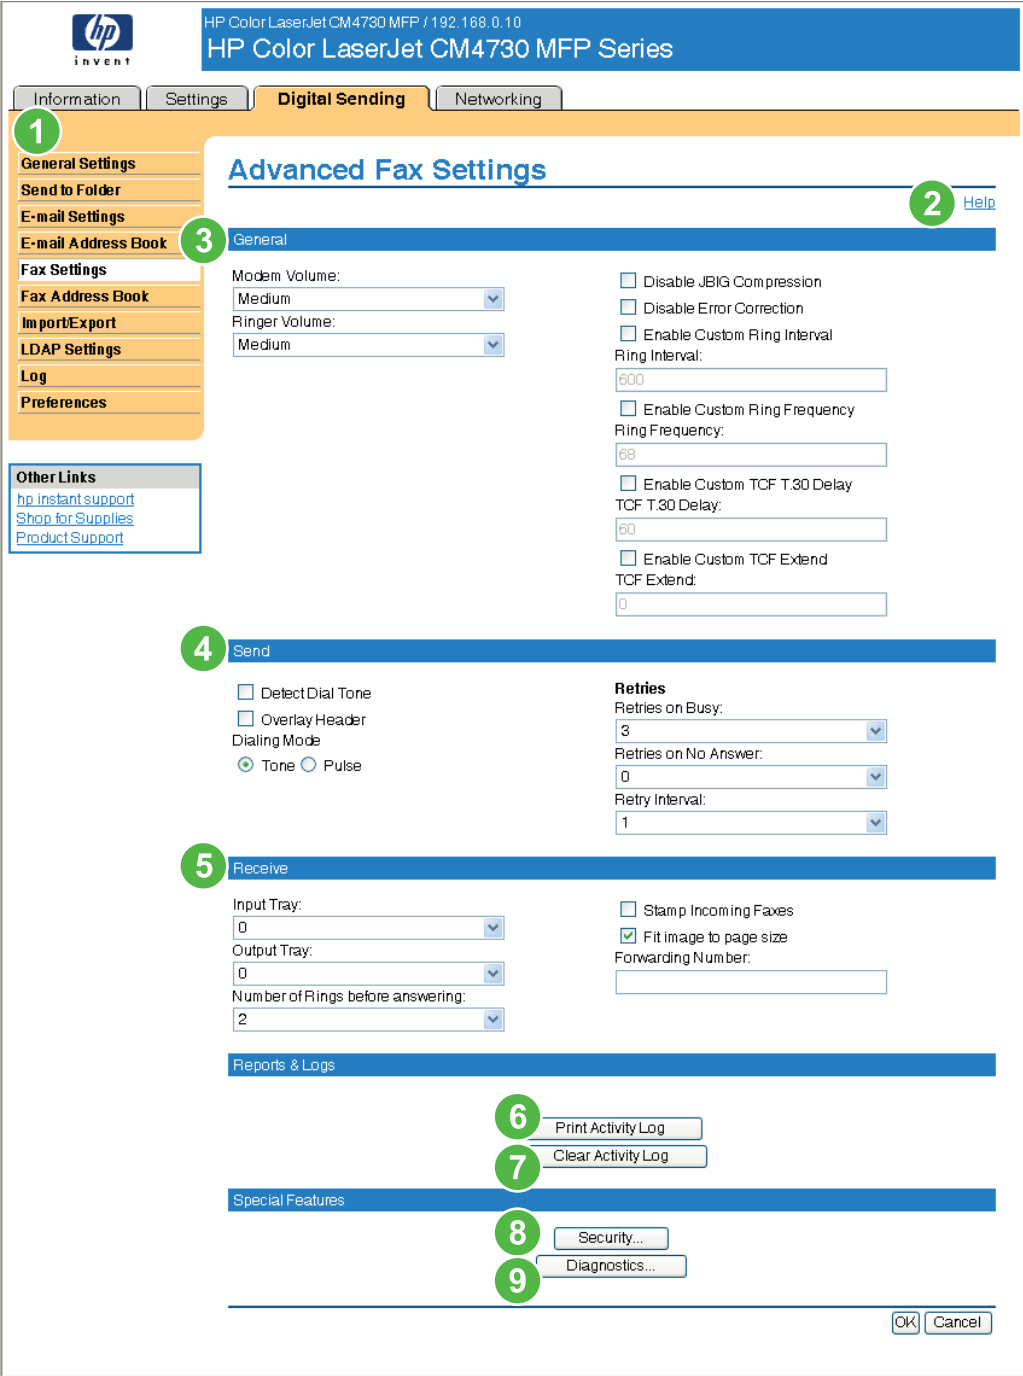 hp
invent
HP Color LaserJet CM4730 MFP / 192.168.0.10
HP Color LaserJet CM4730 MFP Series
Information
Settings
Digital Sending
Networking
1
General Settings
Send to Folder
E-mail Settings
E-mail Address Book
Fax Settings
Fax Address Book
Import/Export
LDAP Settings
Log
Preferences
Other Links
hp instant support
Shop for Supplies
Product Support
Advanced Fax Settings
2
Help
3
General
Modem Volume:
Medium
Ringer Volume:
Medium
Disable JBIG Compression
Disable Error Correction
Enable Custom Ring Interval
Ring Interval:
600
Enable Custom Ring Frequency
Ring Frequency:
68
Enable Custom TCF T.30 Delay
TCF T.30 Delay:
60
Enable Custom TCF Extend
TCF Extend:
0
4
Send
Detect Dial Tone
Overlay Header
Dialing Mode
Tone
Pulse
Retries
Retries on Busy:
3
Retries on No Answer:
0
Retry Interval:
1
5
Receive
Input Tray:
0
Output Tray:
0
Number of Rings before answering:
2
Stamp Incoming Faxes
Fit image to page size
Forwarding Number:
Reports & Logs
6
Print Activity Log
7
Clear Activity Log
Special Features
8
Security...
9
Diagnostics...
OK
Cancel